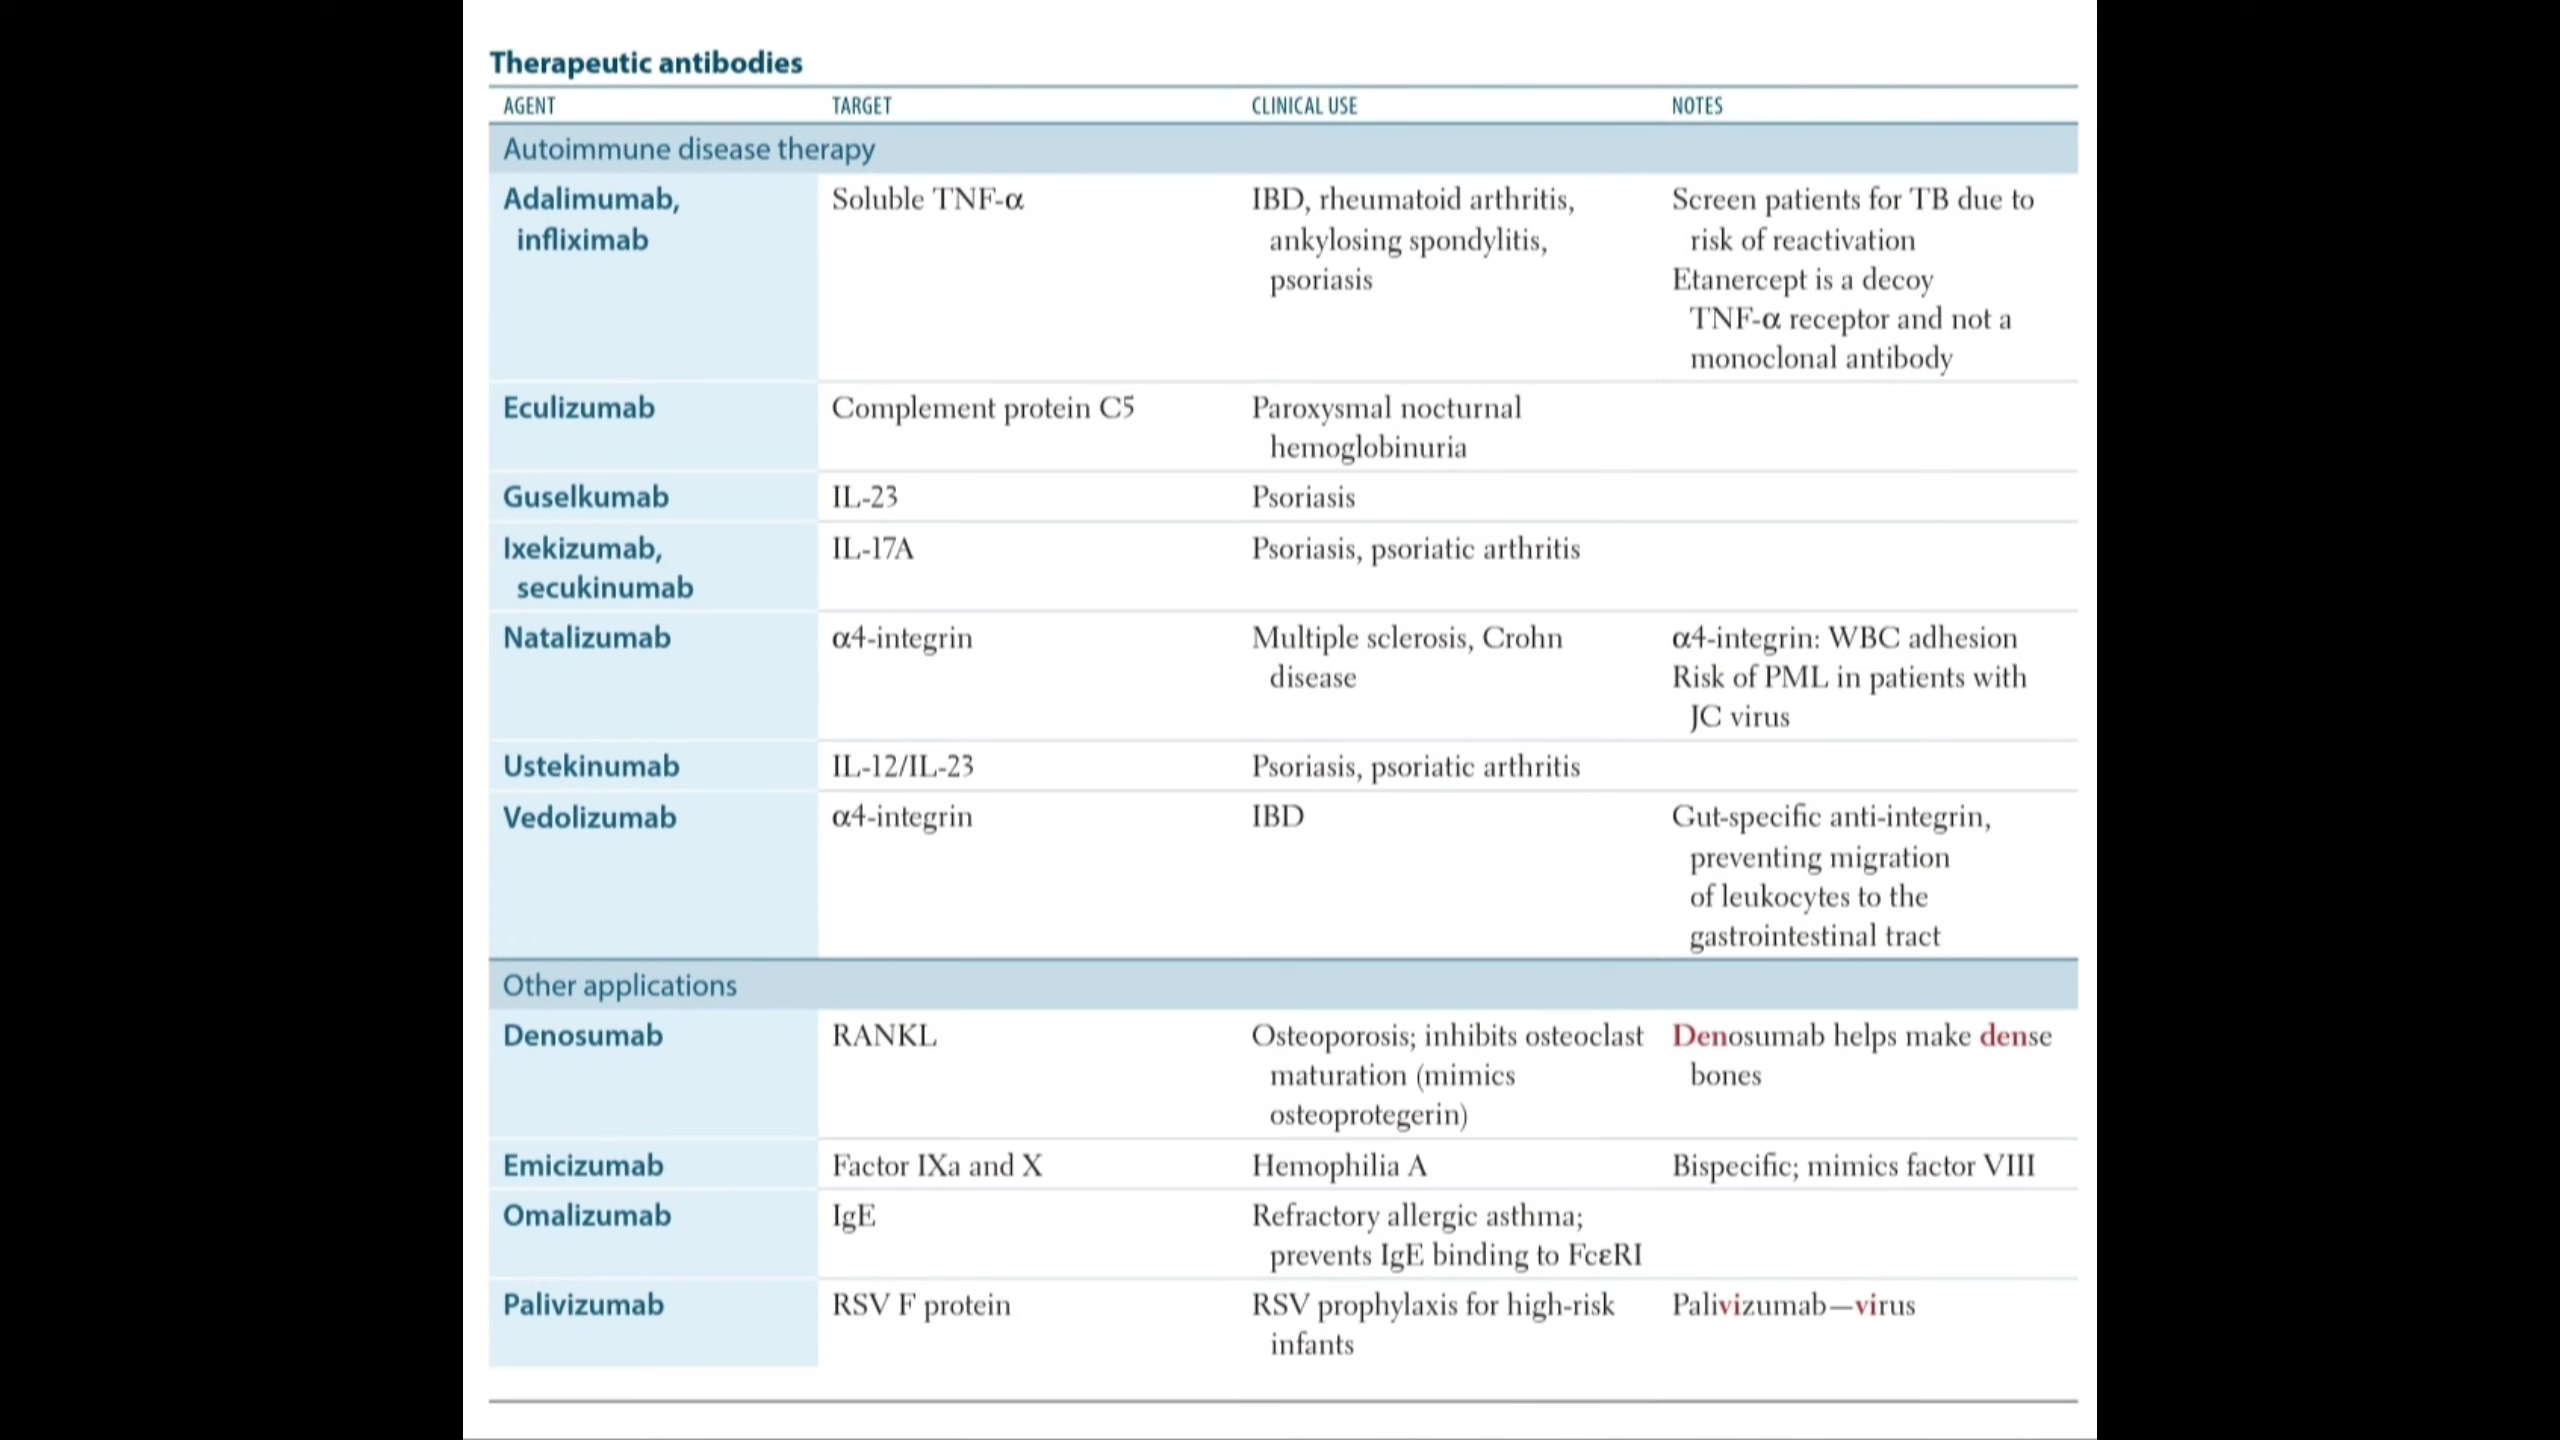 Therapeutic antibodies
AGENT TARGET CLINICAL USE NOTES
Autoimmune disease therapy
Adalimumab, Soluble TNF-α IBD, rheumatoid arthritis, Screen patients for TB due to
infliximab ankylosing spondylitis, risk of reactivation
psoriasis Etanercept is a decoy
TNF-α receptor and not a
monoclonal antibody
Eculizumab Complement protein C5 Paroxysmal nocturnal
hemoglobinuria
Guselkumab IL-23 Psoriasis
Ixekizumab, IL-17A Psoriasis, psoriatic arthritis
secukinumab
Natalizumab α4-integrin Multiple sclerosis, Crohn α4-integrin: WBC adhesion
disease Risk of PML in patients with
JC virus
Ustekinumab IL-12/IL-23 Psoriasis, psoriatic arthritis
Vedolizumab α4-integrin IBD Gut-specific anti-integrin,
preventing migration
of leukocytes to the
gastrointestinal tract
Other applications
Denosumab RANKL Osteoporosis; inhibits osteoclast Denosumab helps make dense
maturation (mimics bones
osteoprotegerin)
Emicizumab Factor IXa and X Hemophilia A Bispecific; mimics factor VIII
Omalizumab IgE Refractory allergic asthma;
prevents IgE binding to FcεRI
Palivizumab RSV F protein RSV prophylaxis for high-risk Palivizumab—virus
infants